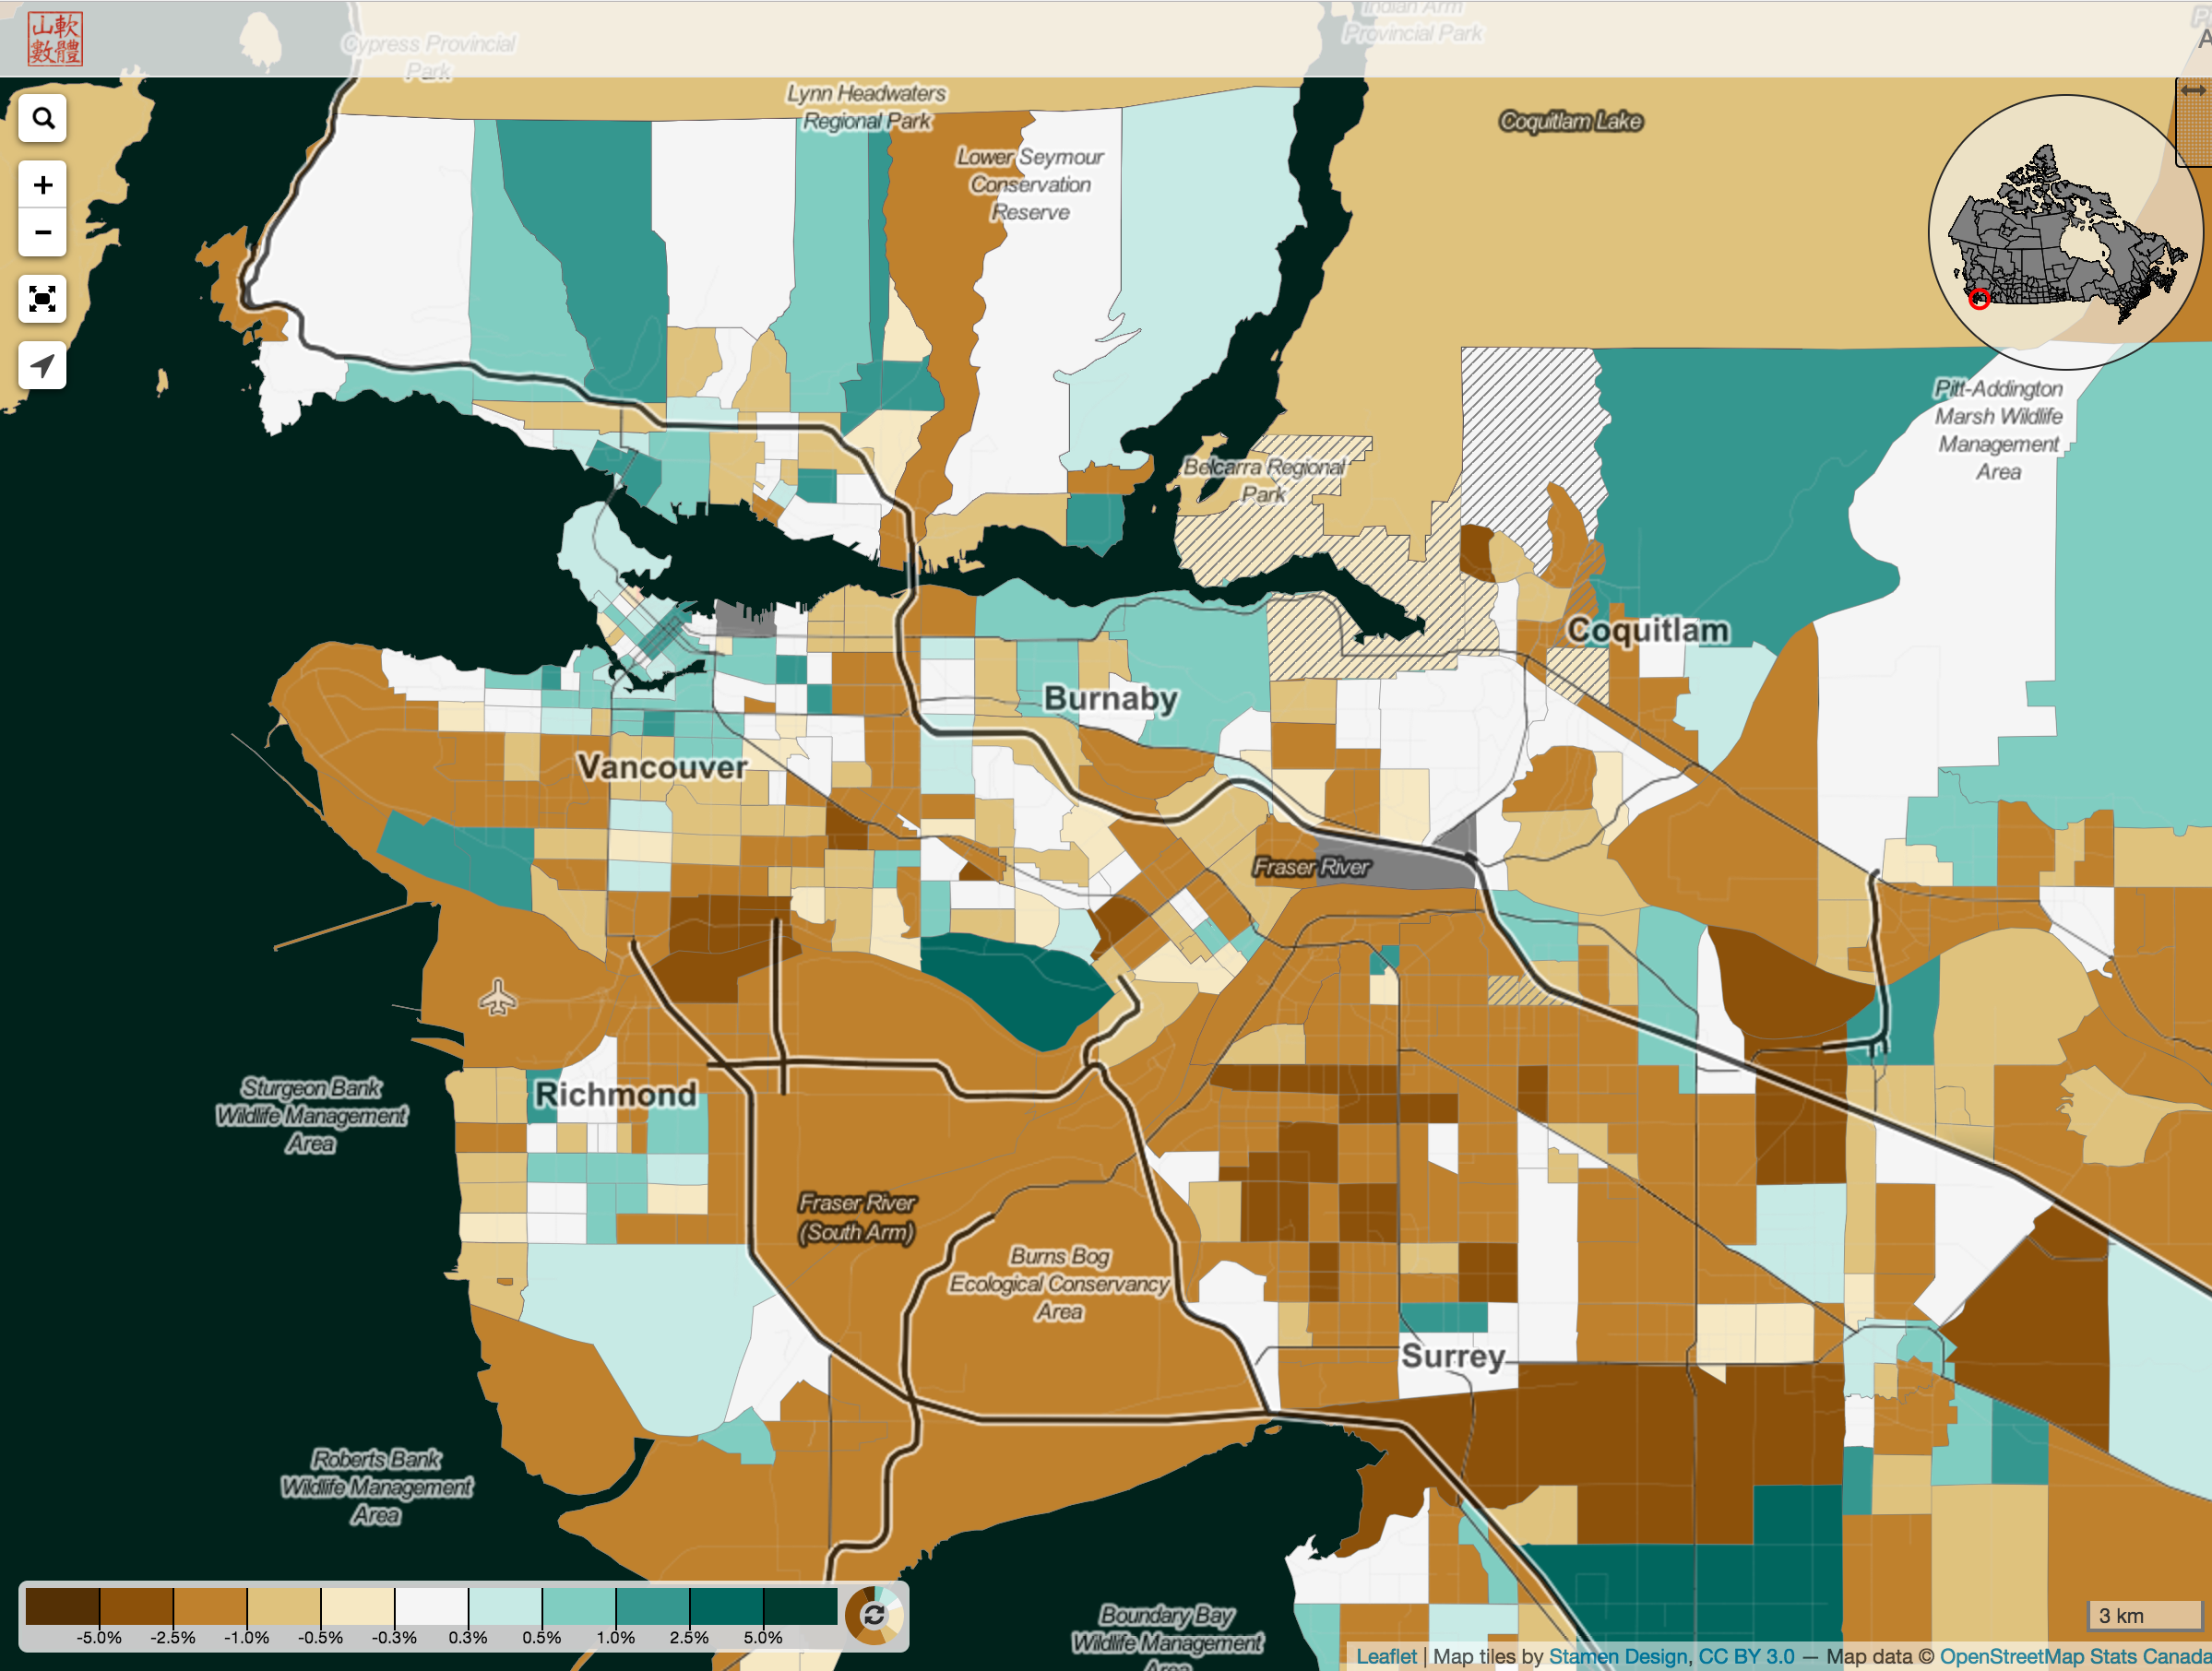 山軟
數體
Cypress Provincial
Park
Indian Arm
Provincial Park
Lynn Headwaters
Regional Park
Coquitlam Lake
Lower Seymour
Conservation
Reserve
Pitt-Addington
Marsh Wildlife
Management
Area
Belcarra Regional
Park
Coquitlam
Burnaby
Vancouver
Fraser River
Richmond
Sturgeon Bank
Wildlife Management
Area
Fraser River
(South Arm)
Burns Bog
Ecological Conservancy
Area
Surrey
Roberts Bank
Wildlife Management
Area
Boundary Bay
Wildlife Management
Area
+
−
-5.0% -2.5% -1.0% -0.5% -0.3% 0.3% 0.5% 1.0% 2.5% 5.0%
3 km
Leaflet | Map tiles by Stamen Design, CC BY 3.0 — Map data © OpenStreetMap Stats Canada